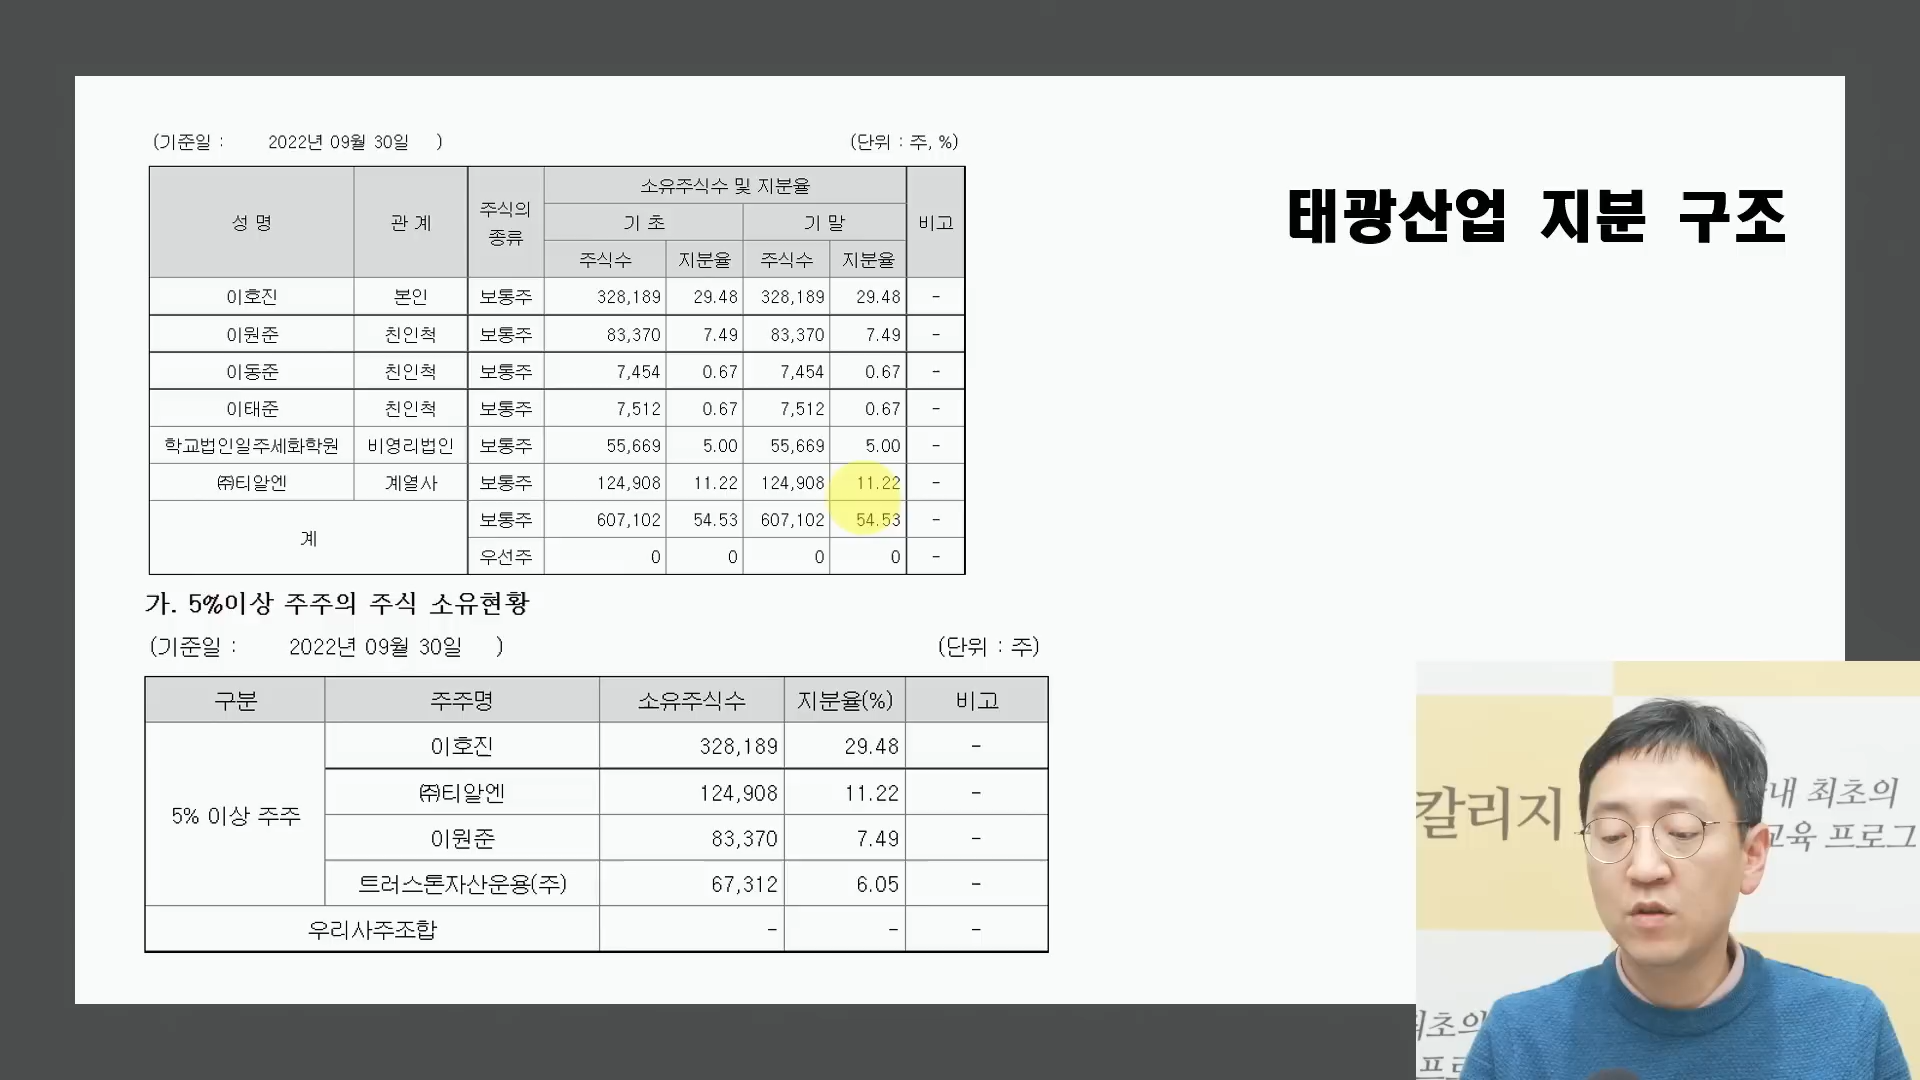 태광산업 지분 구조
(기준일 : 2022년 09월 30일 ) (단위 : 주, %)
성 명 관 계 주식의 종류 소유주식수 및 지분율 비고
기 초 기 말
주식수 지분율 주식수 지분율
이호진 본인 보통주 328,189 29.48 328,189 29.48 -
이원준 친인척 보통주 83,370 7.49 83,370 7.49 -
이동준 친인척 보통주 7,454 0.67 7,454 0.67 -
이태준 친인척 보통주 7,512 0.67 7,512 0.67 -
학교법인일주세화학원 비영리법인 보통주 55,669 5.00 55,669 5.00 -
㈜티알엔 계열사 보통주 124,908 11.22 124,908 11.22 -
계 보통주 607,102 54.53 607,102 54.53 -
우선주 0 0 0 0 -
가. 5%이상 주주의 주식 소유현황
(기준일 : 2022년 09월 30일 ) (단위 : 주)
구분 주주명 소유주식수 지분율(%) 비고
5% 이상 주주 이호진 328,189 29.48 -
㈜티알엔 124,908 11.22 -
이원준 83,370 7.49 -
트러스톤자산운용(주) 67,312 6.05 -
우리사주조합 - - -
칼리지
내 최초의
교육 프로그
최초의
프로